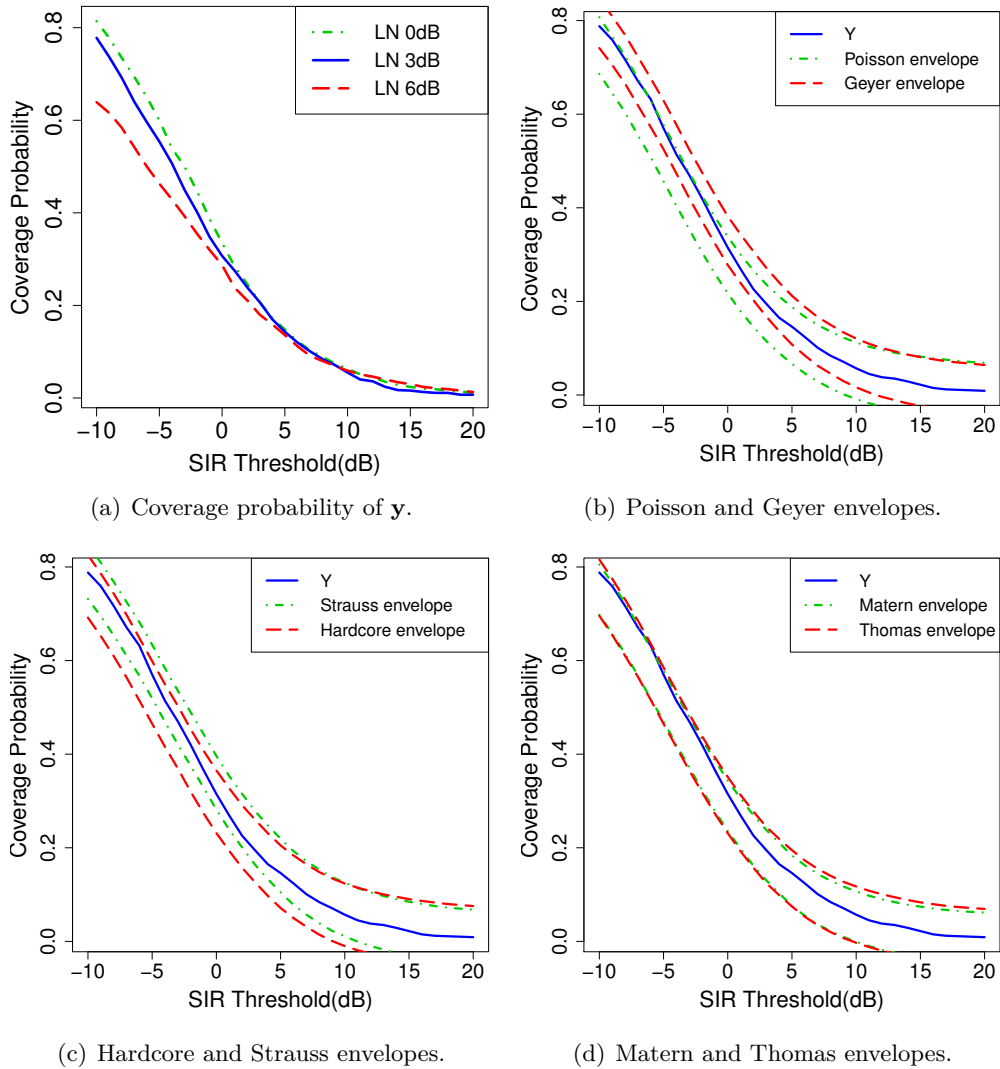 LN 0dB
LN 3dB
LN 6dB
Coverage Probability
0.0 0.2 0.4 0.6 0.8
−10 −5 0 5 10 15 20
SIR Threshold(dB)
(a) Coverage probability of y.
Y
Poisson envelope
Geyer envelope
Coverage Probability
0.0 0.2 0.4 0.6 0.8
−10 −5 0 5 10 15 20
SIR Threshold(dB)
(b) Poisson and Geyer envelopes.
Y
Strauss envelope
Hardcore envelope
Coverage Probability
0.0 0.2 0.4 0.6 0.8
−10 −5 0 5 10 15 20
SIR Threshold(dB)
(c) Hardcore and Strauss envelopes.
Y
Matern envelope
Thomas envelope
Coverage Probability
0.0 0.2 0.4 0.6 0.8
−10 −5 0 5 10 15 20
SIR Threshold(dB)
(d) Matern and Thomas envelopes.